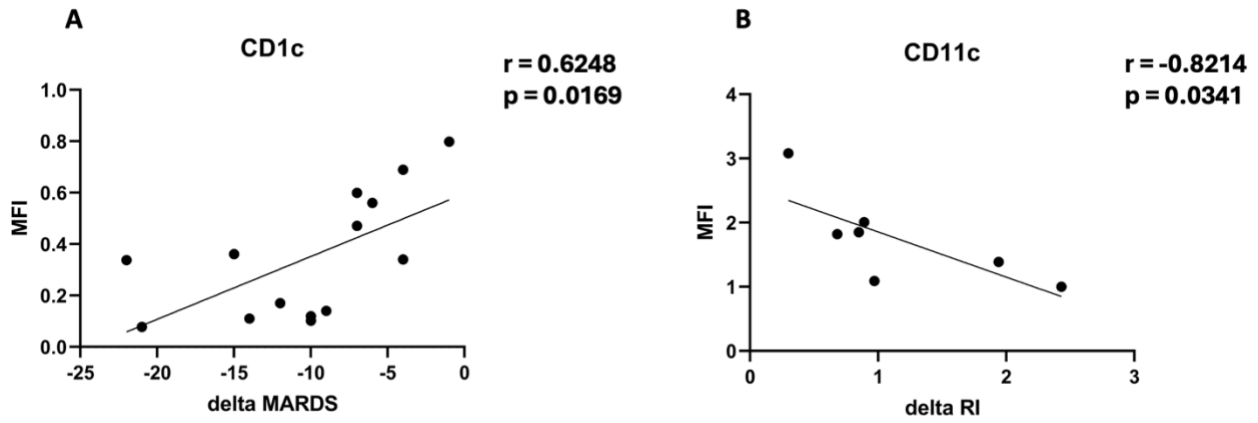 A
CD1c
r = 0.6248
p = 0.0169
1.0
0.8
0.6
0.4
0.2
0.0
MFI
-25 -20 -15 -10 -5 0
delta MARDS
B
CD11c
r = -0.8214
p = 0.0341
4
3
2
1
0
MFI
0 1 2 3
delta RI